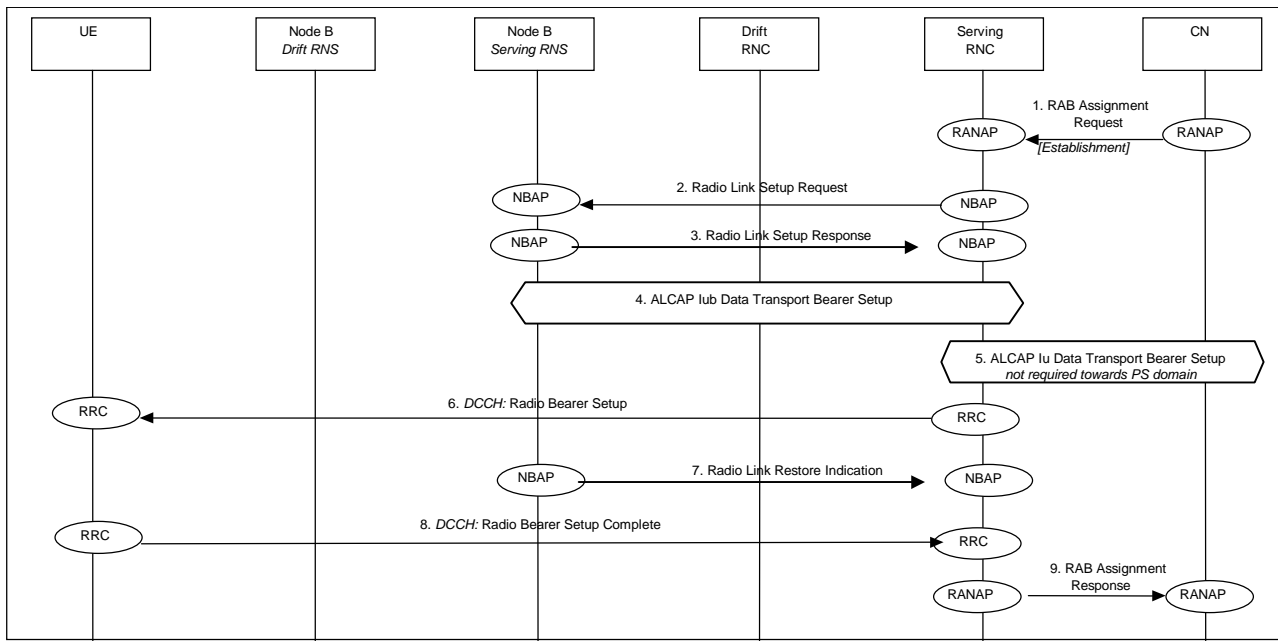 UE
Node B
Drift RNS
Node B
Serving RNS
Drift
RNC
Serving
RNC
CN
1. RAB Assignment
Request
RANAP
RANAP
[Establishment]
2. Radio Link Setup Request
NBAP
NBAP
NBAP
3. Radio Link Setup Response
NBAP
4. ALCAP Iub Data Transport Bearer Setup
5. ALCAP Iu Data Transport Bearer Setup
not required towards PS domain
RRC
6. DCCH: Radio Bearer Setup
RRC
NBAP
7. Radio Link Restore Indication
NBAP
RRC
8. DCCH: Radio Bearer Setup Complete
RRC
9. RAB Assignment
Response
RANAP
RANAP